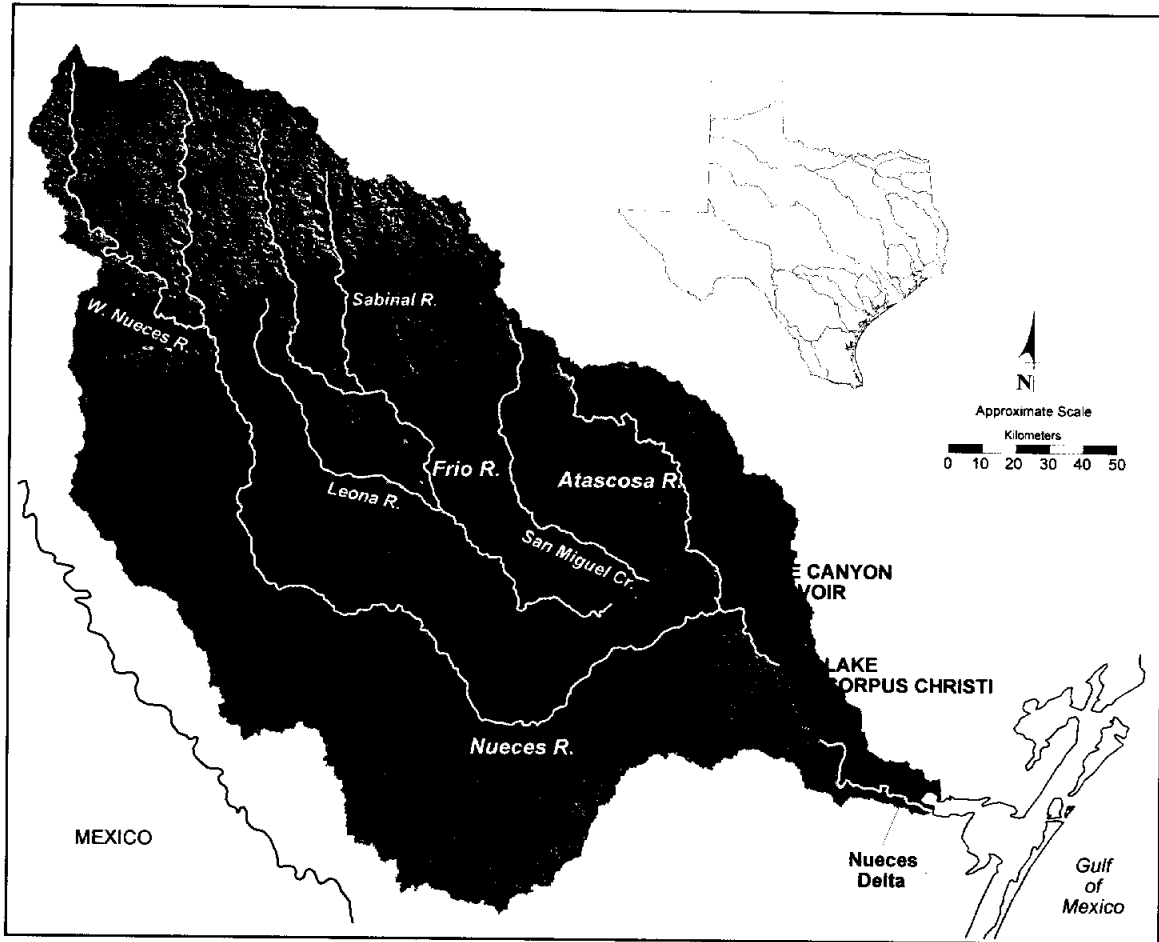 Sabinal R.
W. Nueces R.
N
Approximate Scale
Kilometers
0 10 20 30 40 50
Frio R.
Atascosa R.
Leona R.
San Miguel Cr.
E CANYON
VOIR
LAKE
CORPUS CHRISTI
Nueces R.
MEXICO
Nueces
Delta
Gulf
of
Mexico